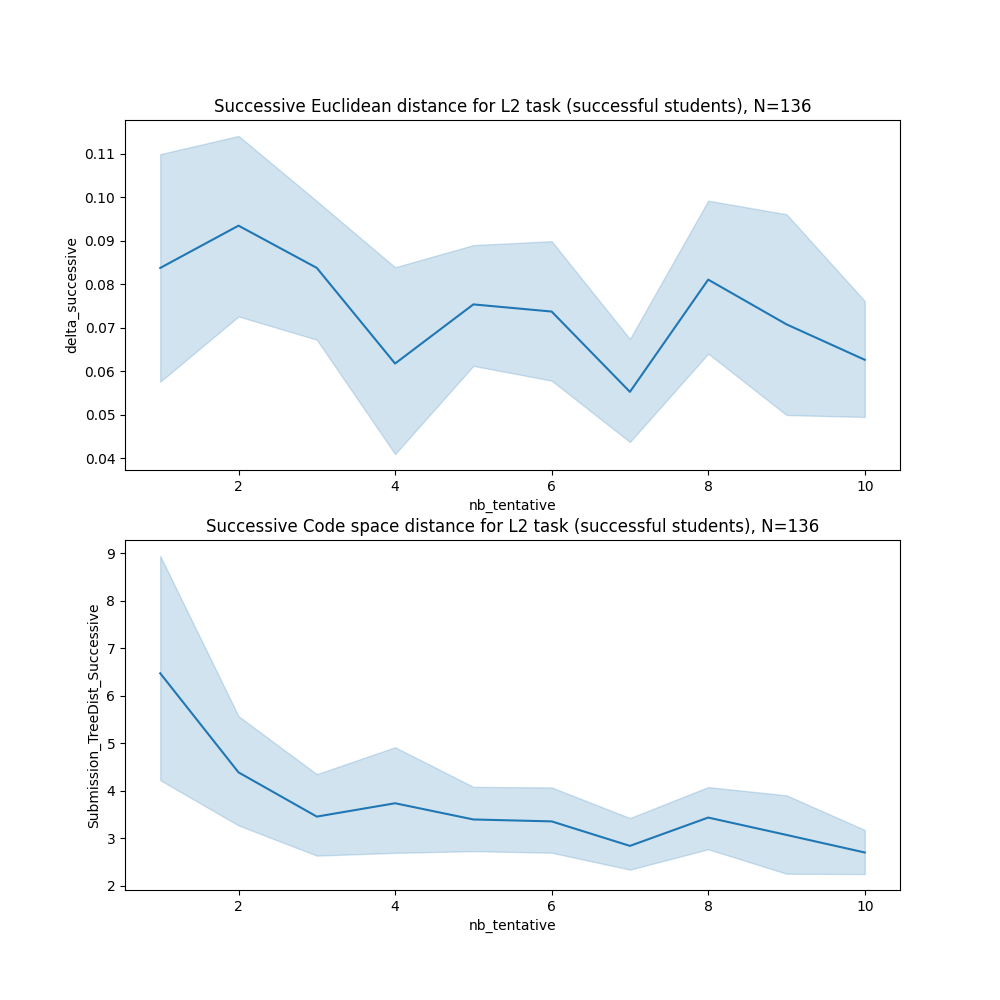 Successive Euclidean distance for L2 task (successful students), N=136
0.11
0.10
0.09
0.08
0.07
0.06
0.05
0.04
delta_successive
2 4 6 8 10
nb_tentative
Successive Code space distance for L2 task (successful students), N=136
9
8
7
6
5
4
3
2
Submission_TreeDist_Successive
2 4 6 8 10
nb_tentative